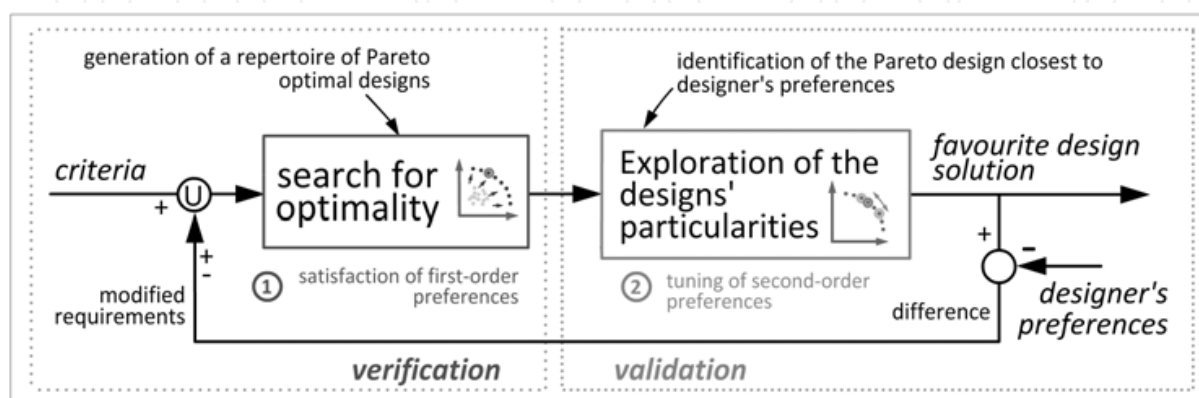 generation of a repertoire of Pareto
optimal designs
identification of the Pareto design closest to
designer's preferences
criteria
+
U
+
-
modified
requirements
search for
optimality
1 satisfaction of first-order
preferences
Exploration of the
designs'
particularities
2 tuning of second-order
preferences
favourite design
solution
+
-
difference
designer's
preferences
verification
validation